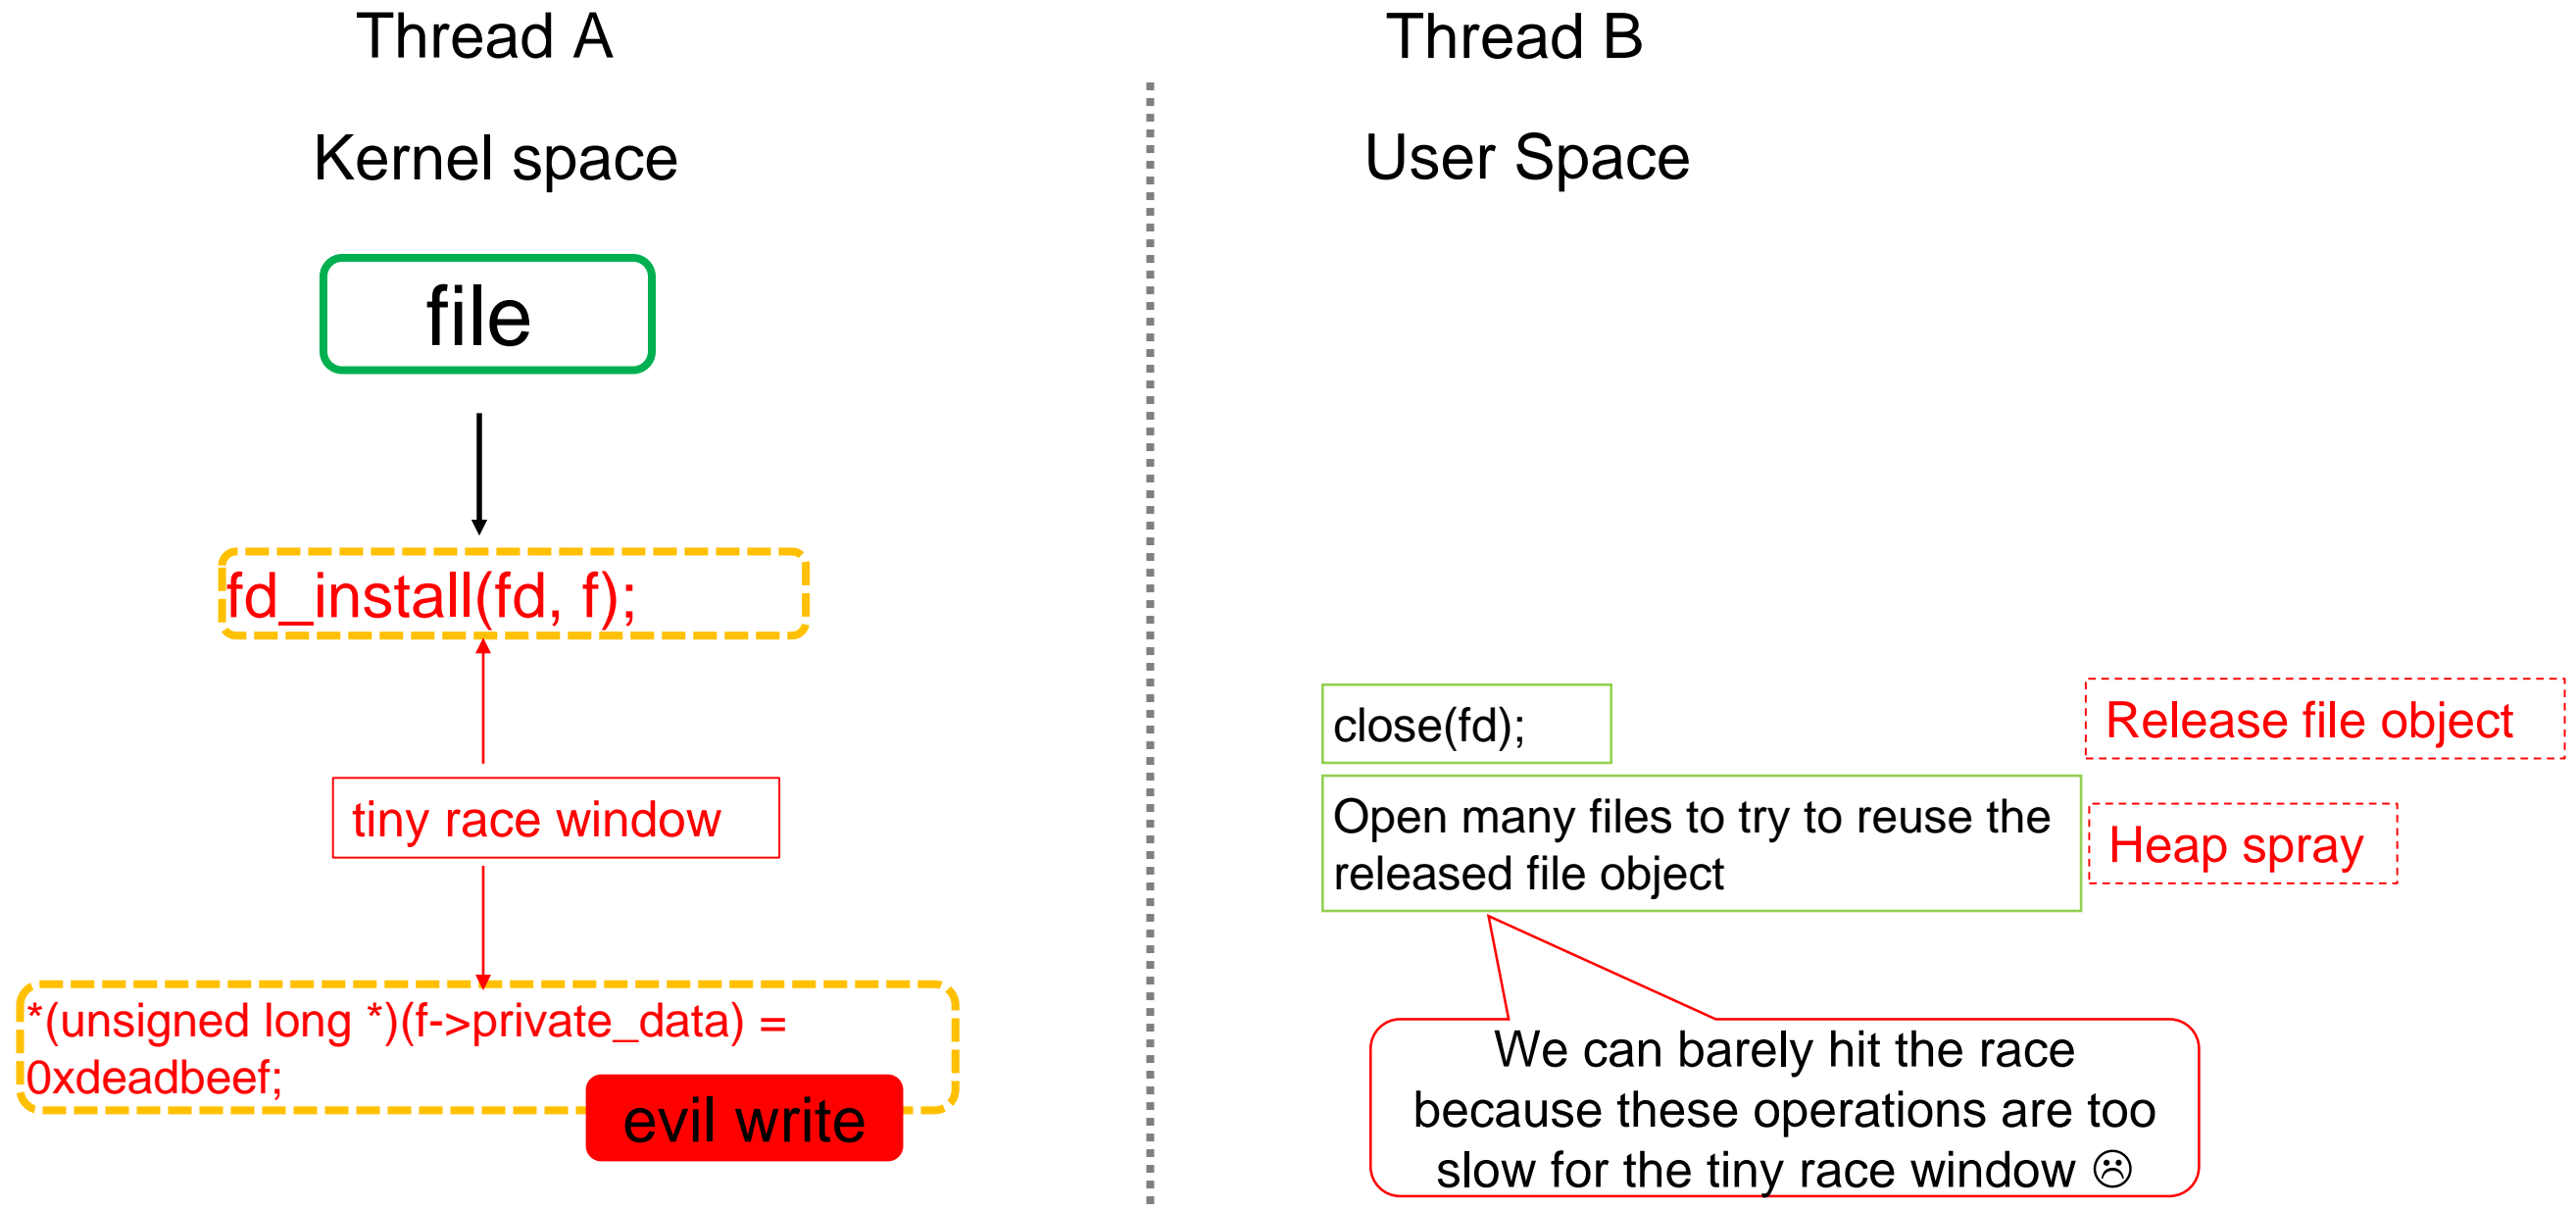 Thread A
Thread B
Kernel space
User Space
file
fd_install(fd, f);
close(fd);
Release file object
tiny race window
Open many files to try to reuse the
released file object
Heap spray
*(unsigned long *)(f->private_data) =
0xdeadbeef;
evil write
We can barely hit the race
because these operations are too
slow for the tiny race window ☹